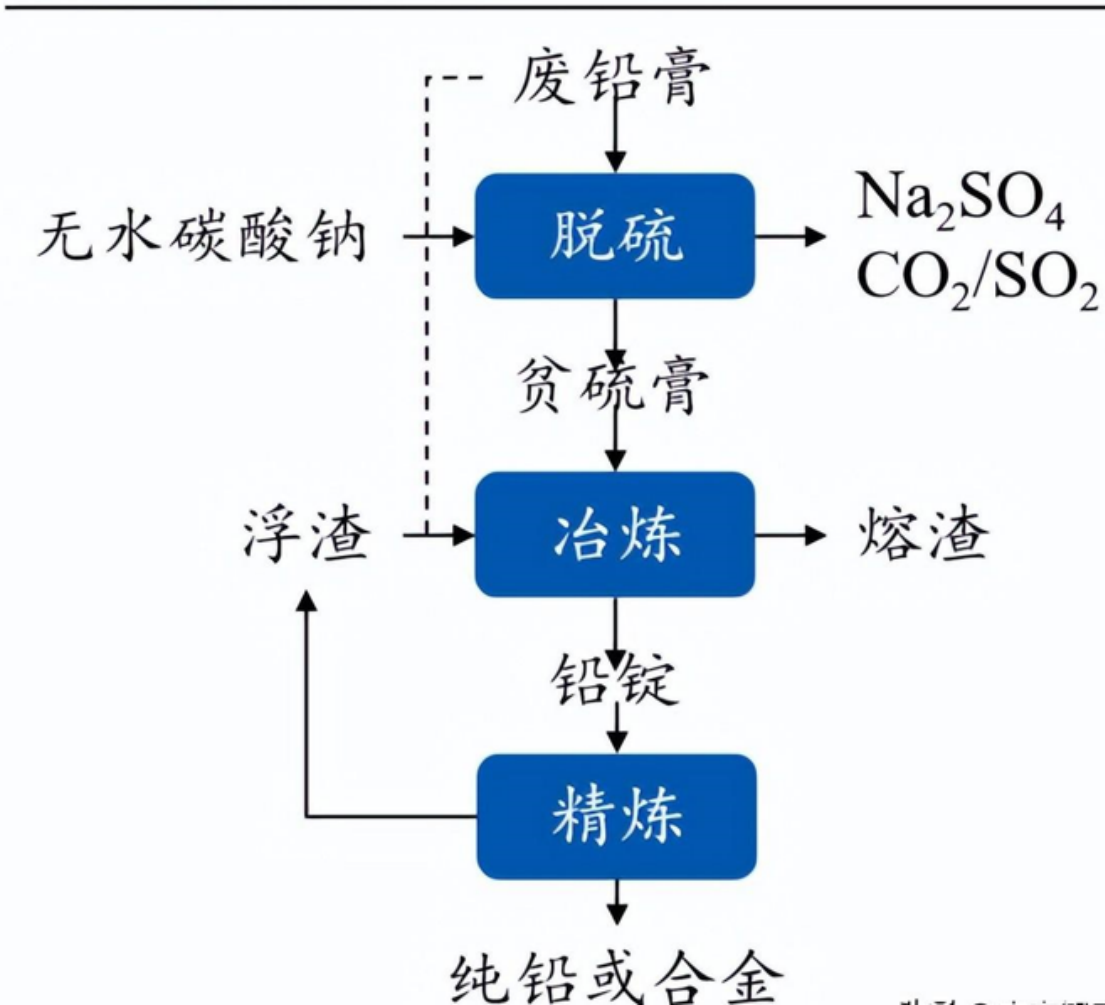 废铅膏
无水碳酸钠
脱硫
Na₂SO₄
CO₂/SO₂
贫硫膏
浮渣
冶炼
熔渣
铅锭
精炼
纯铅或合金